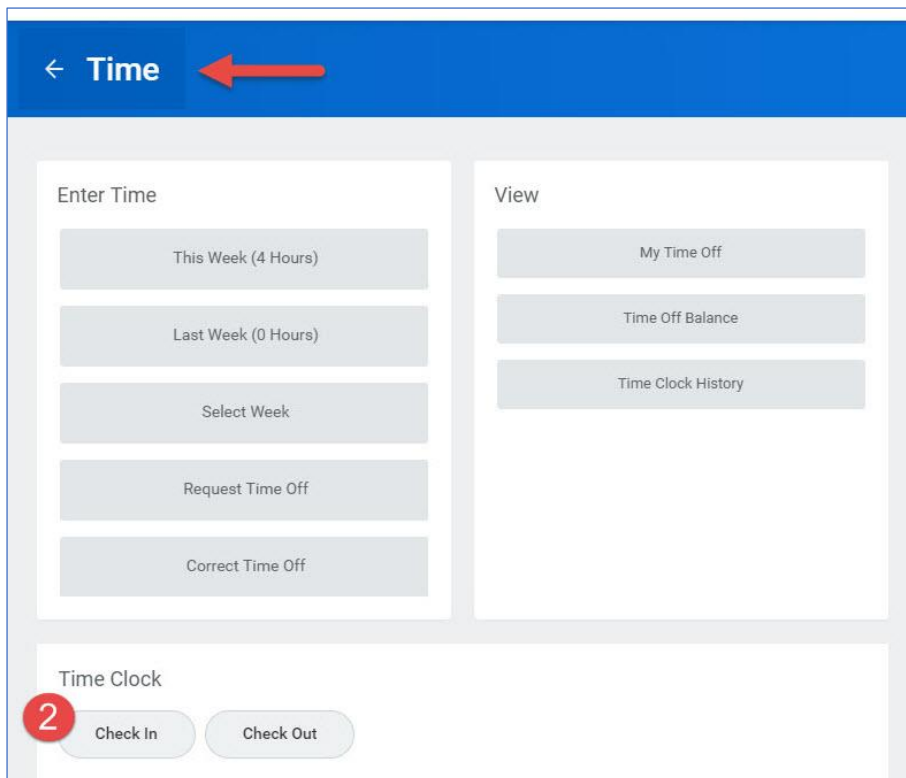 Time
Enter Time
This Week (4 Hours)
Last Week (0 Hours)
Select Week
Request Time Off
Correct Time Off
View
My Time Off
Time Off Balance
Time Clock History
Time Clock
2
Check In
Check Out